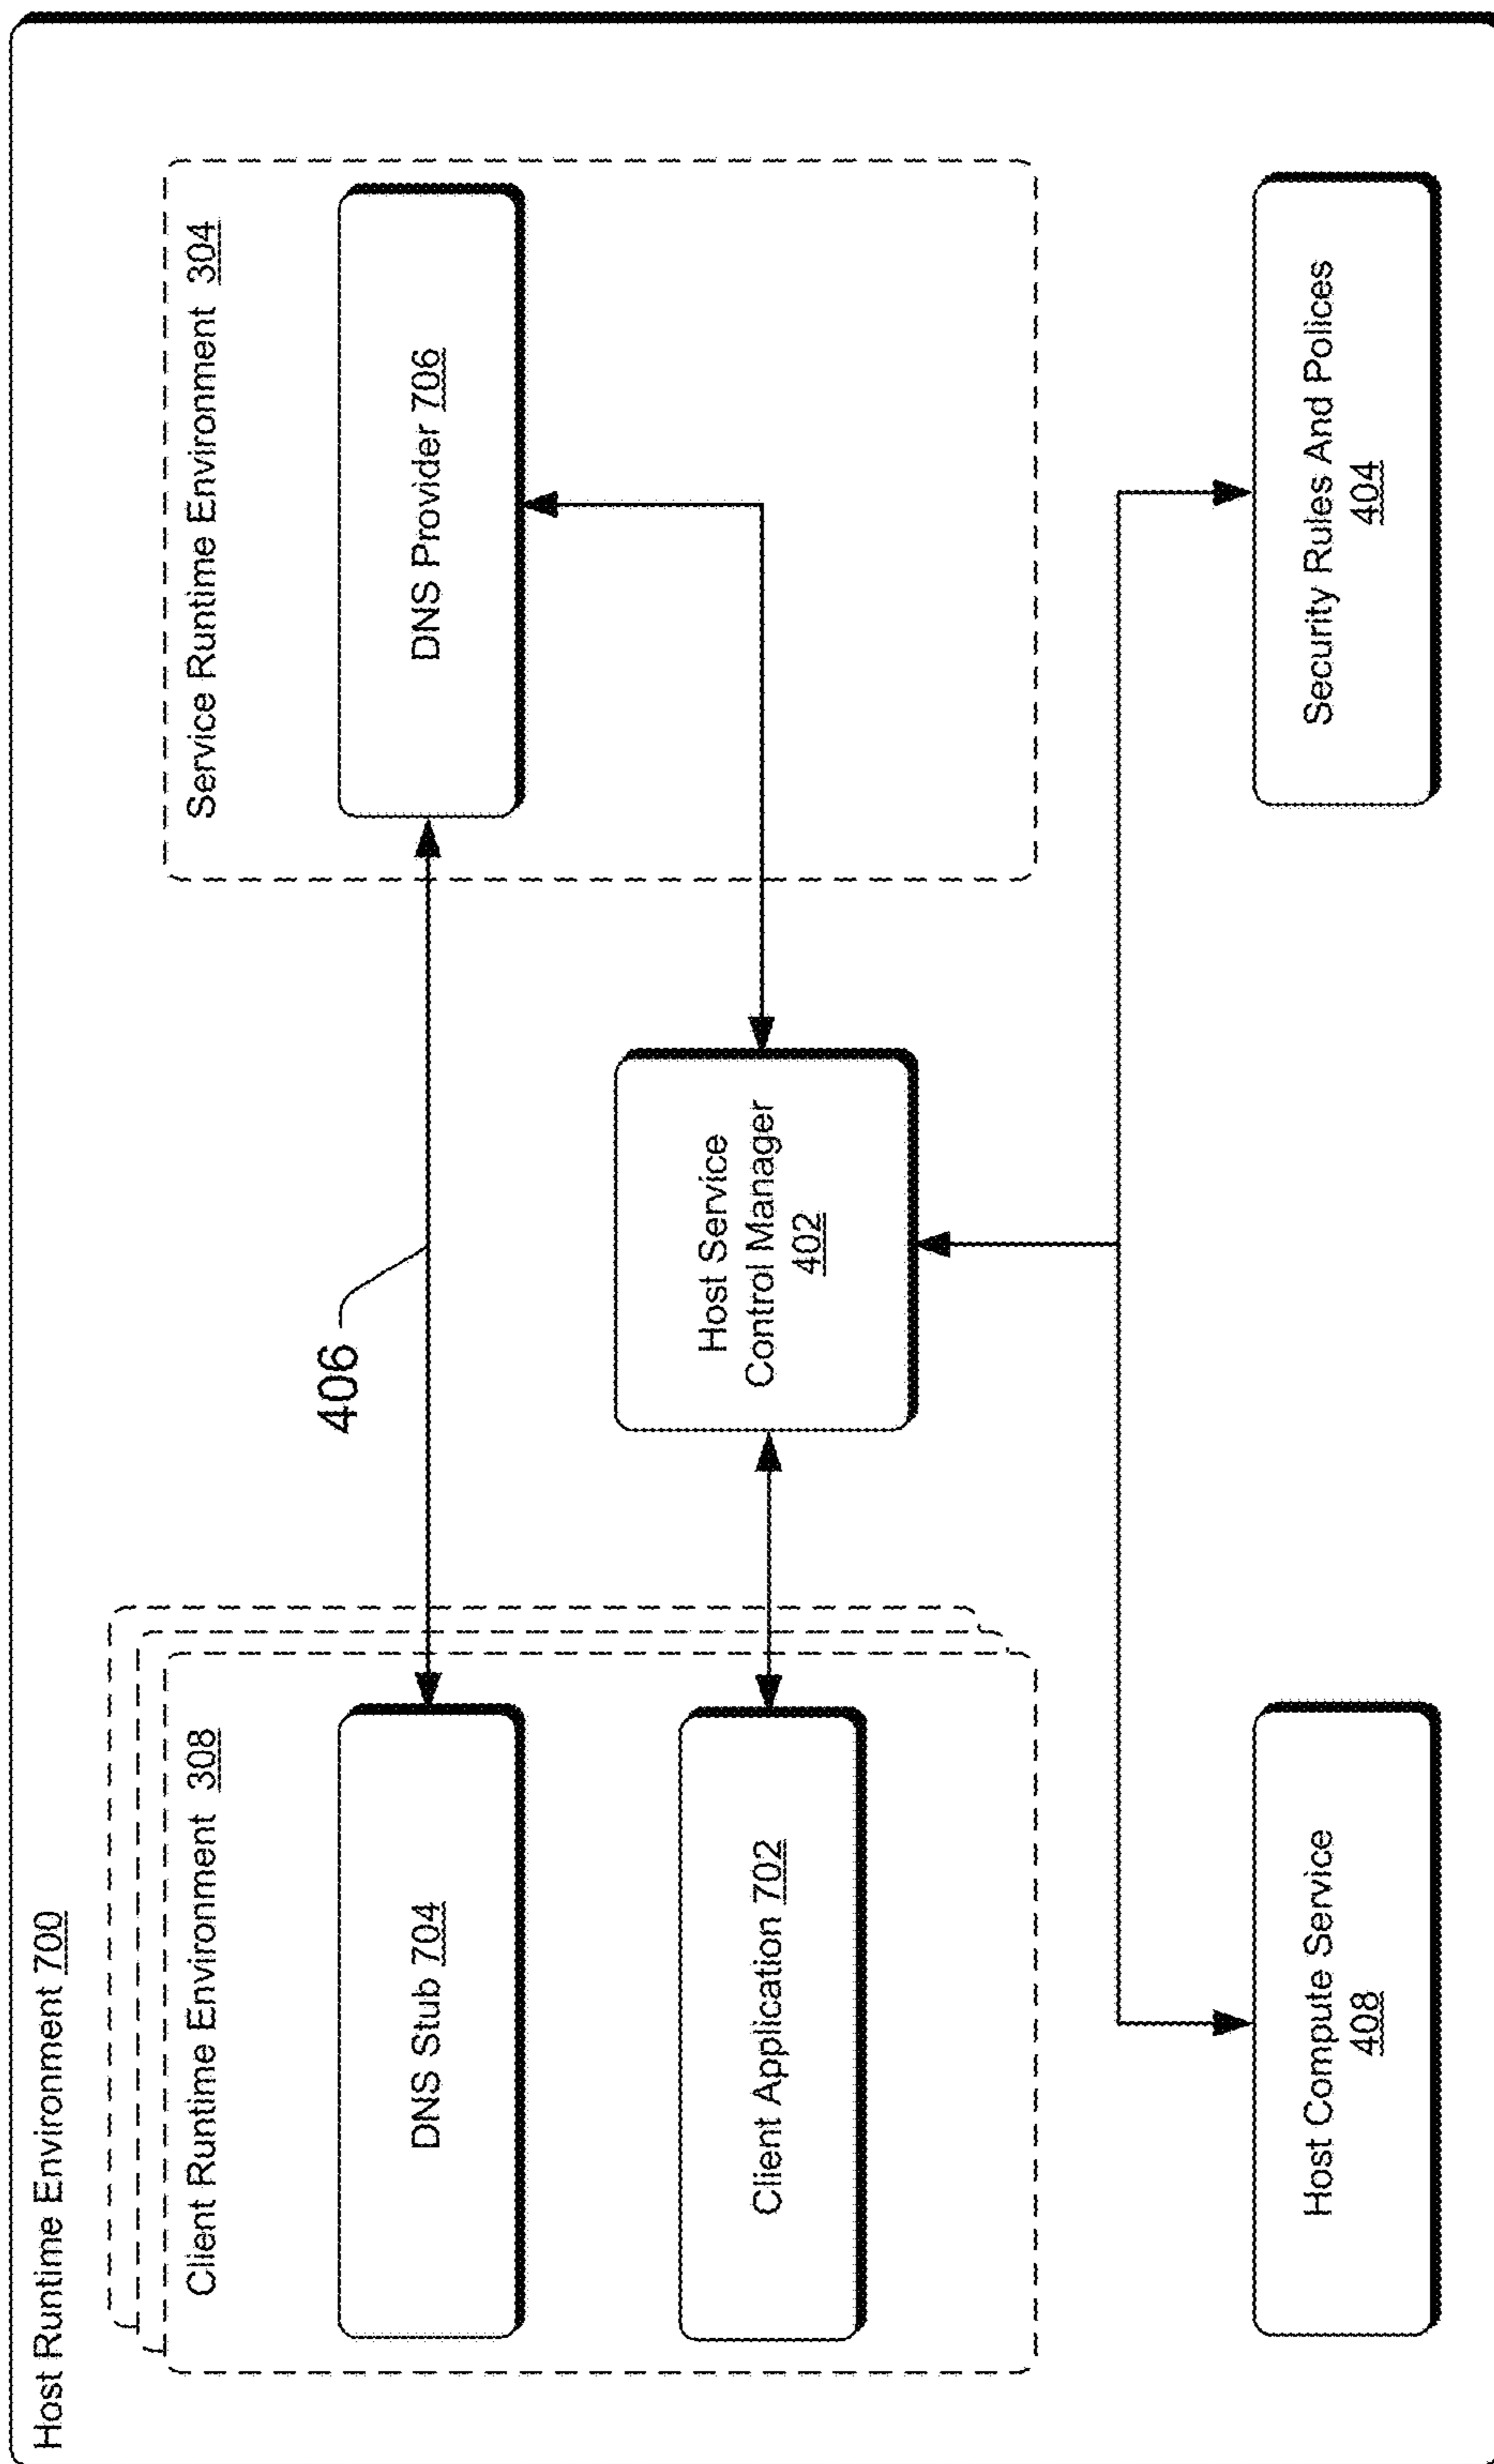 Host Runtime Environment 700
Client Runtime Environment 308
DNS Stub 704
Client Application 702
406
Host Service
Control Manager
402
Service Runtime Environment 304
DNS Provider 706
Host Compute Service
408
Security Rules And Polices
404